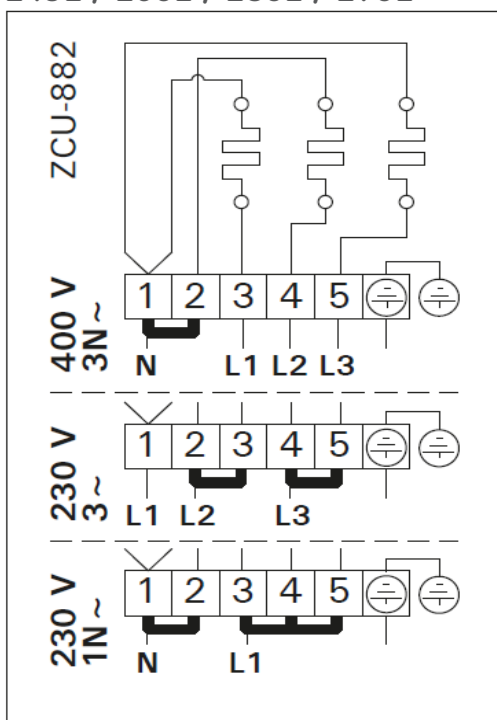 ZCU-882
400 V
3N ~
1 2 3 4 5
N L1 L2 L3
230 V
3 ~
1 2 3 4 5
L1 L2 L3
230 V
1N ~
1 2 3 4 5
N L1